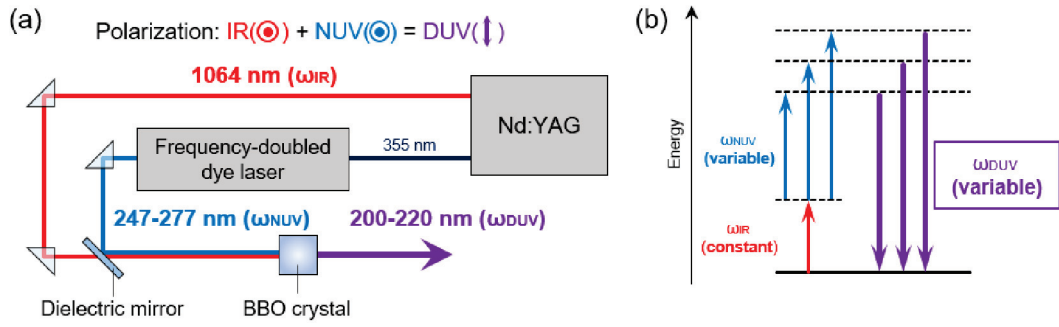 (a)
Polarization: IR(⦿) + NUV(⦿) = DUV(↕)
1064 nm (ωIR)
Nd:YAG
Frequency-doubled
dye laser
355 nm
247-277 nm (ωNUV)
200-220 nm (ωDUV)
Dielectric mirror
BBO crystal
(b)
Energy
ωNUV
(variable)
ωIR
(constant)
ωDUV
(variable)